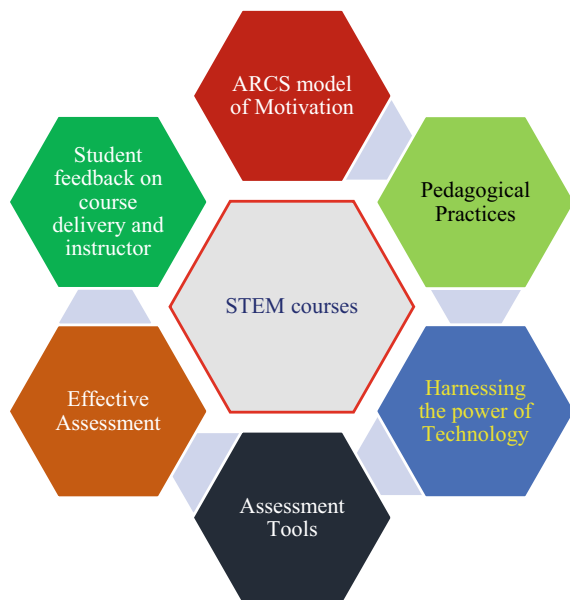 ARCS model
of Motivation
Pedagogical
Practices
Harnessing
the power of
Technology
Assessment
Tools
Effective
Assessment
Student
feedback on
course
delivery and
instructor
STEM courses